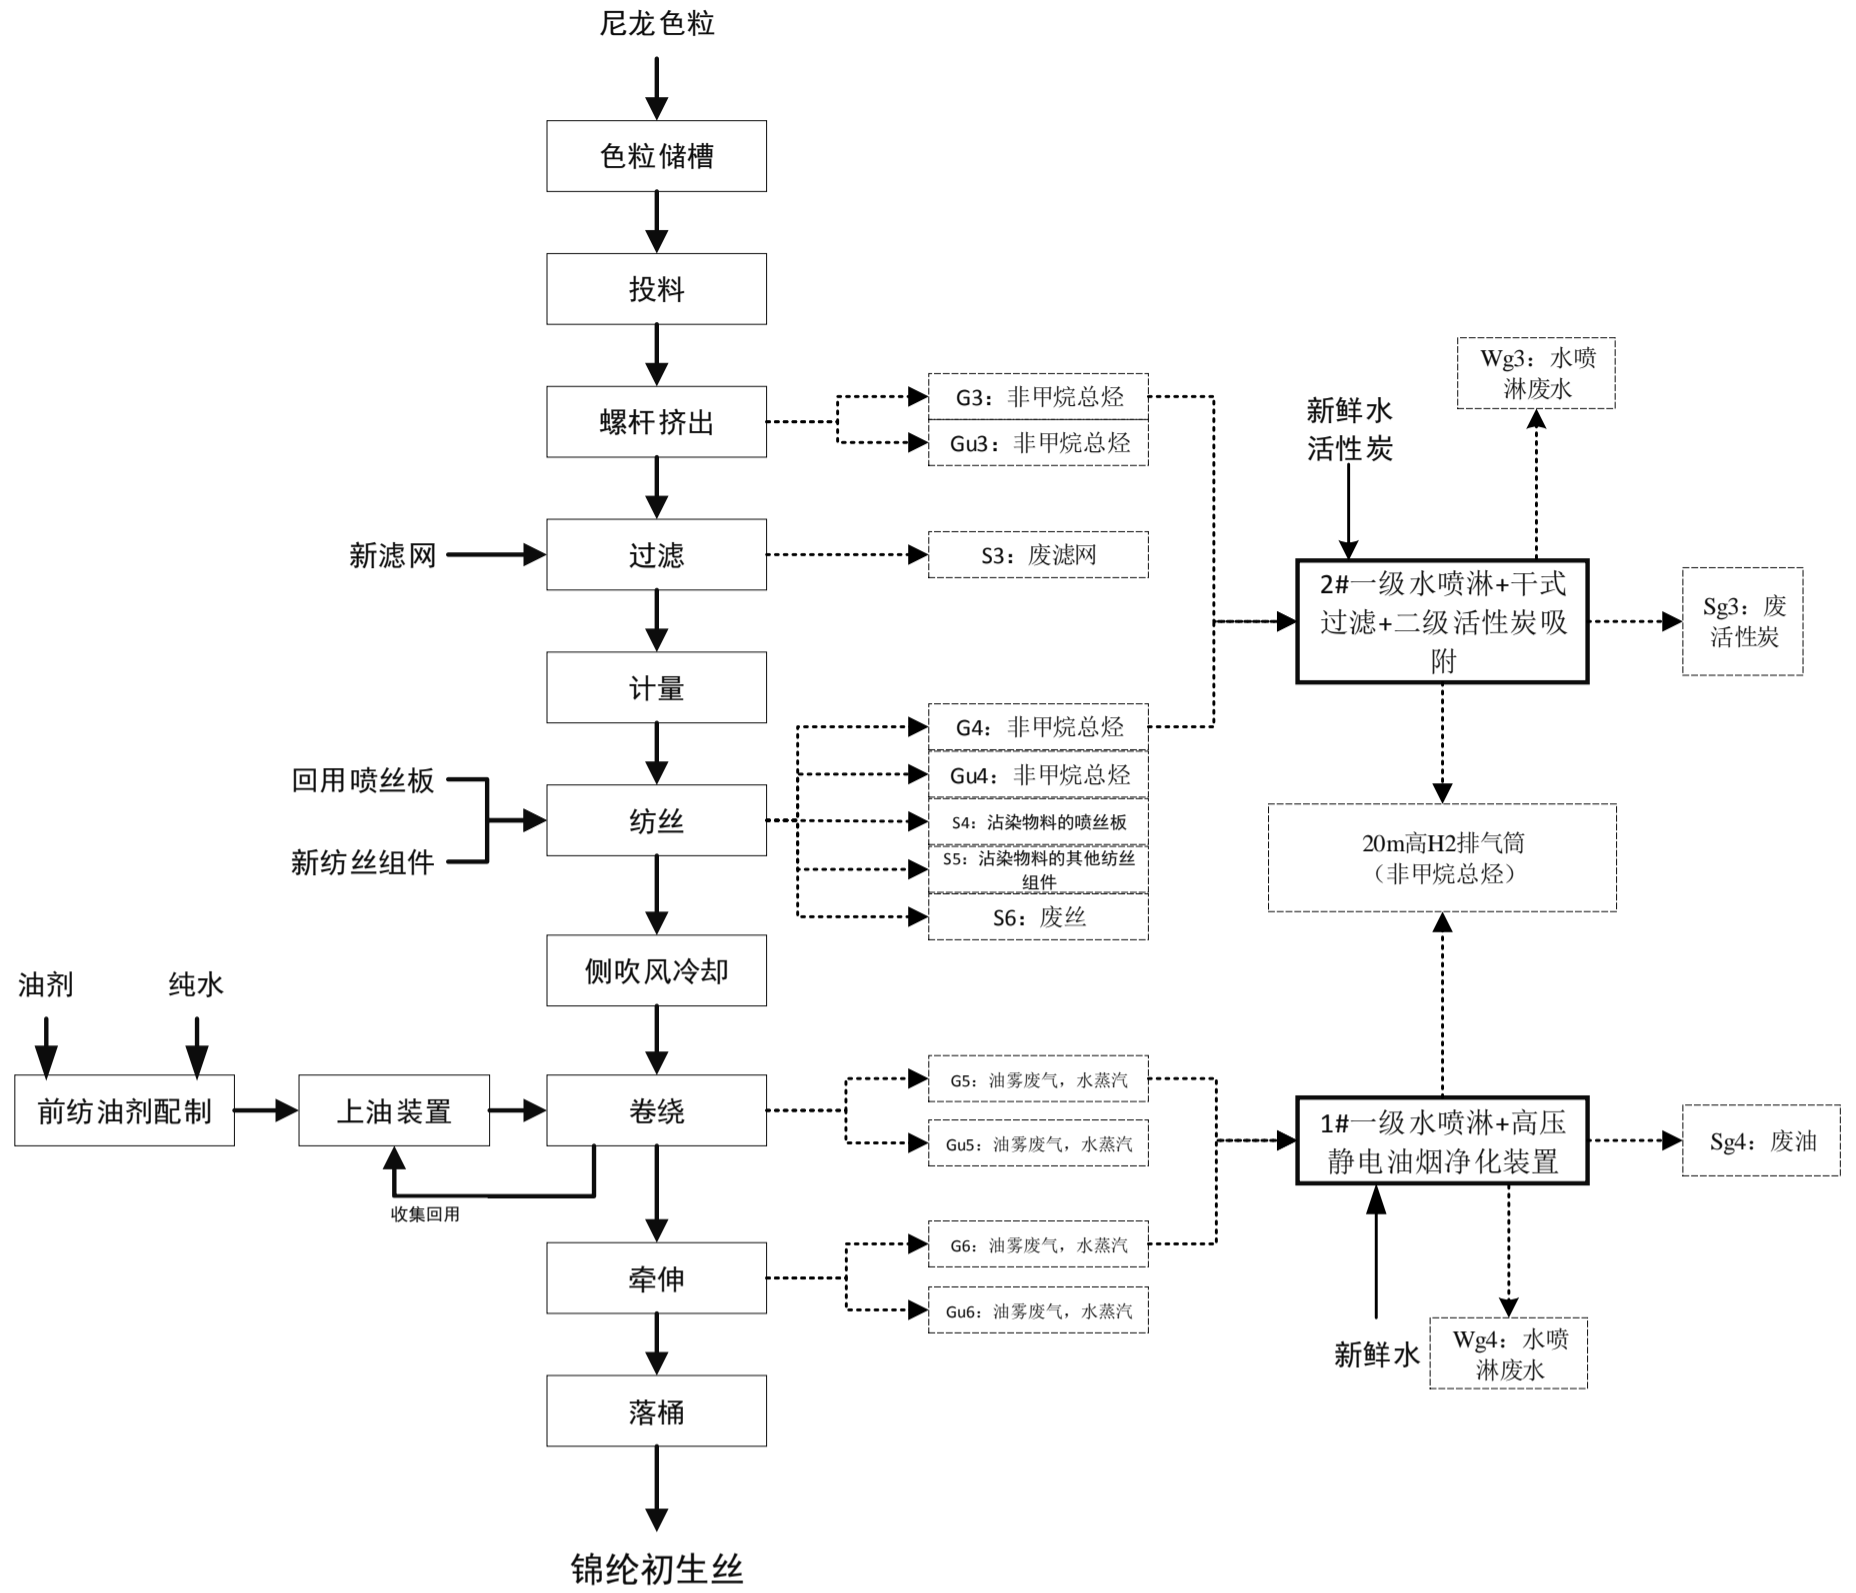 尼龙色粒
色粒储槽
投料
螺杆挤出
G3：非甲烷总烃
Gu3：非甲烷总烃
新滤网
过滤
S3：废滤网
计量
回用喷丝板
新纺丝组件
纺丝
G4：非甲烷总烃
Gu4：非甲烷总烃
S4：沾染物料的喷丝板
S5：沾染物料的其他纺丝
组件
S6：废丝
侧吹风冷却
油剂
纯水
前纺油剂配制
上油装置
卷绕
收集回用
G5：油雾废气，水蒸汽
Gu5：油雾废气，水蒸汽
牵伸
G6：油雾废气，水蒸汽
Gu6：油雾废气，水蒸汽
落桶
锦纶初生丝
新鲜水
活性炭
Wg3：水喷
淋废水
2#一级水喷淋+干式
过滤+二级活性炭吸
附
Sg3：废
活性炭
20m高H2排气筒
（非甲烷总烃）
1#一级水喷淋+高压
静电油烟净化装置
Sg4：废油
新鲜水
Wg4：水喷
淋废水